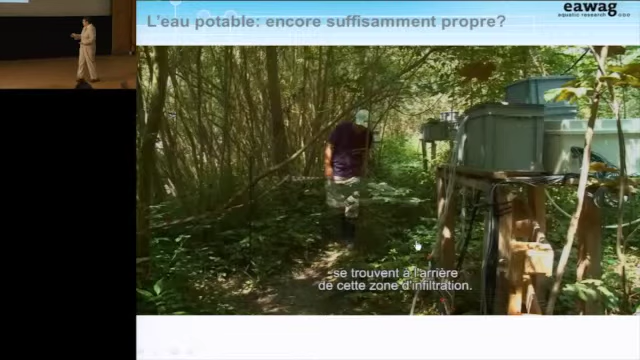 L'eau potable: encore suffisamment propre?
eawag
aquatic research
-se trouvent à l'arrière
de cette zone d'infiltration.